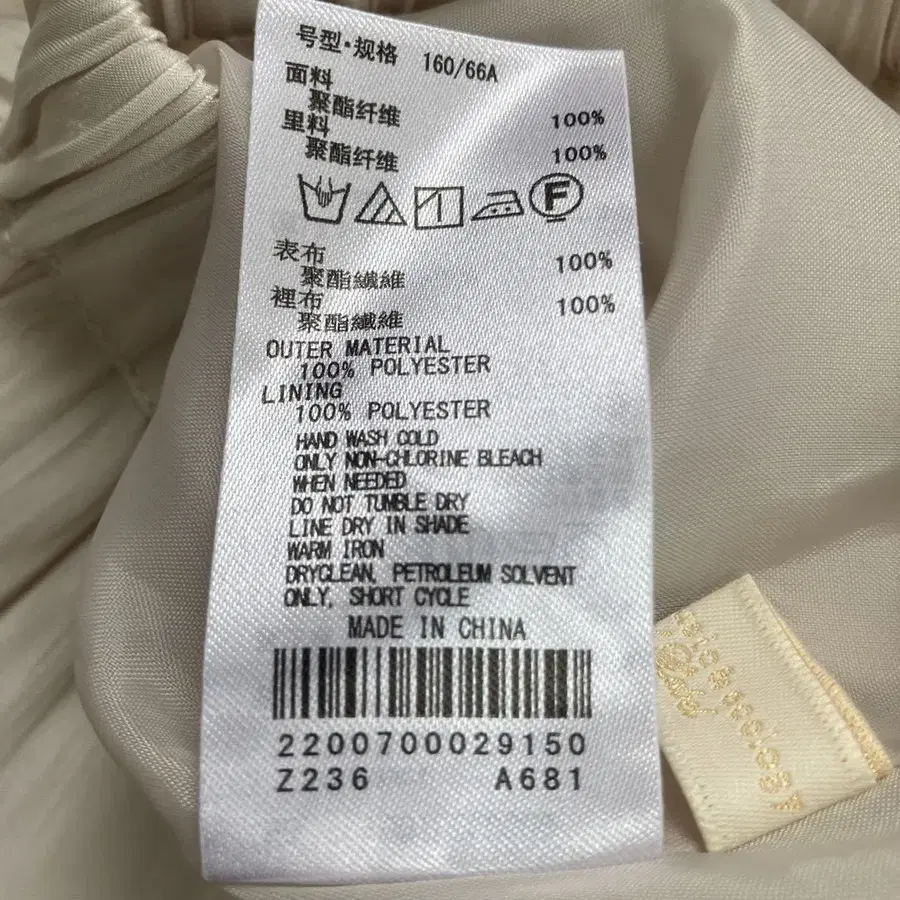 号型·规格 160/66A
面料
聚酯纤维 100%
里料
聚酯纤维 100%
F
表布
聚酯纖維 100%
裡布
聚酯纖維 100%
OUTER MATERIAL
100% POLYESTER
LINING
100% POLYESTER
HAND WASH COLD
ONLY NON-CHLORINE BLEACH
WHEN NEEDED
DO NOT TUMBLE DRY
LINE DRY IN SHADE
WARM IRON
DRYCLEAN, PETROLEUM SOLVENT
ONLY, SHORT CYCLE
MADE IN CHINA
2200700029150
Z236 A681